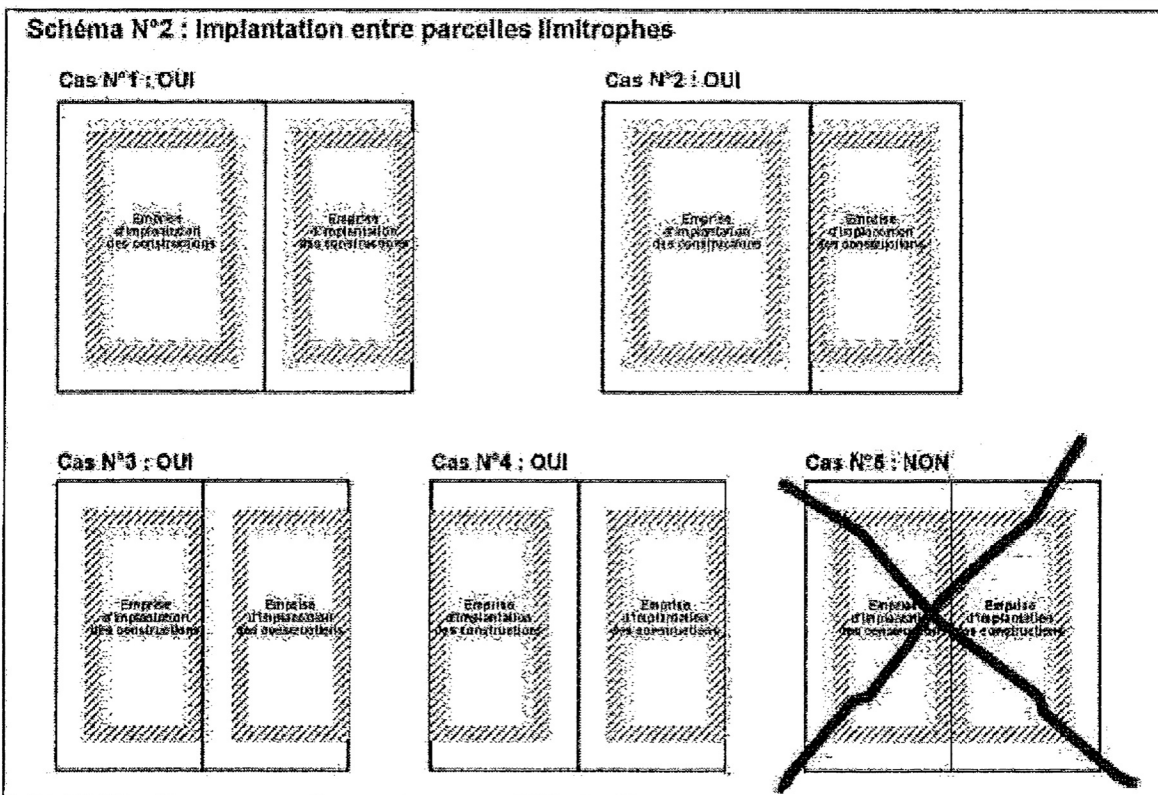 Schéma N°2 : Implantation entre parcelles limitrophes
Cas N°1 : OUI
Cas N°2 : OUI
Emprise
d'implantation
des constructions
Emprise
d'implantation
des constructions
Emprise
d'implantation
des constructions
Emprise
d'implantation
des constructions
Cas N°3 : OUI
Cas N°4 : OUI
Cas N°5 : NON
Emprise
d'implantation
des constructions
Emprise
d'implantation
des constructions
Emprise
d'implantation
des constructions
Emprise
d'implantation
des constructions
Emprise
d'implantation
Emprise
d'implantation
des constructions